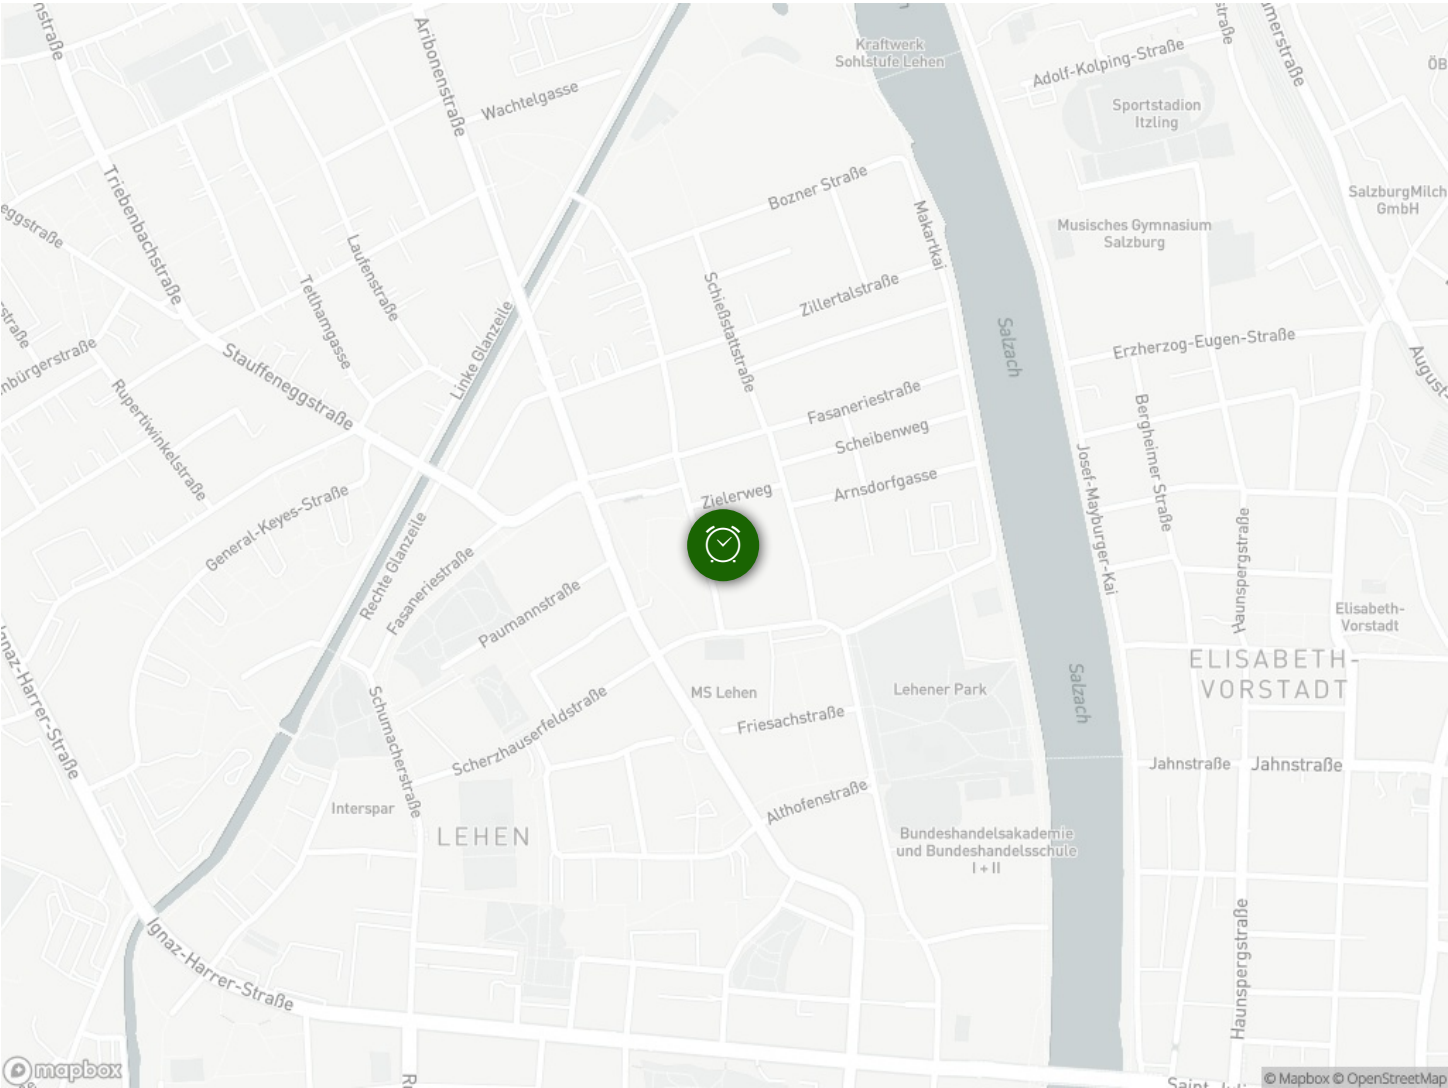 Kraftwerk
Sohlstufe Lehen
Adolf-Kolping-Straße
Aribonenstraße
Wachtelgasse
Sportstadion
Itzling
Triebenbachstraße
Bozner Straße
SalzburgMilch
GmbH
Makartkai
Musisches Gymnasium
Salzburg
Laufenstraße
Tettharngasse
Schießstattstraße
Zillertalstraße
Linke Glanzeile
Salzach
Erzherzog-Eugen-Straße
Stauffeneggstraße
Rupertiwinkelstraße
Fasaneriestraße
Scheibenweg
Bergheimer Straße
Josef-Mayburger-Kai
Arnsdorfgasse
Zielerweg
General-Keyes-Straße
Rechte Glanzeile
Fasaneriestraße
Haunspergstraße
Paumannstraße
Elisabeth-
Vorstadt
ELISABETH-
VORSTADT
Ignaz-Harrer-Straße
MS Lehen
Lehener Park
Salzach
Schumacherstraße
Scherzhauserfeldstraße
Friesachstraße
Jahnstraße
Jahnstraße
Interspar
Althofenstraße
LEHEN
Bundeshandelsakademie
und Bundeshandelsschule
I + II
Ignaz-Harrer-Straße
Haunspergstraße
mapbox
© Mapbox © OpenStreetMap